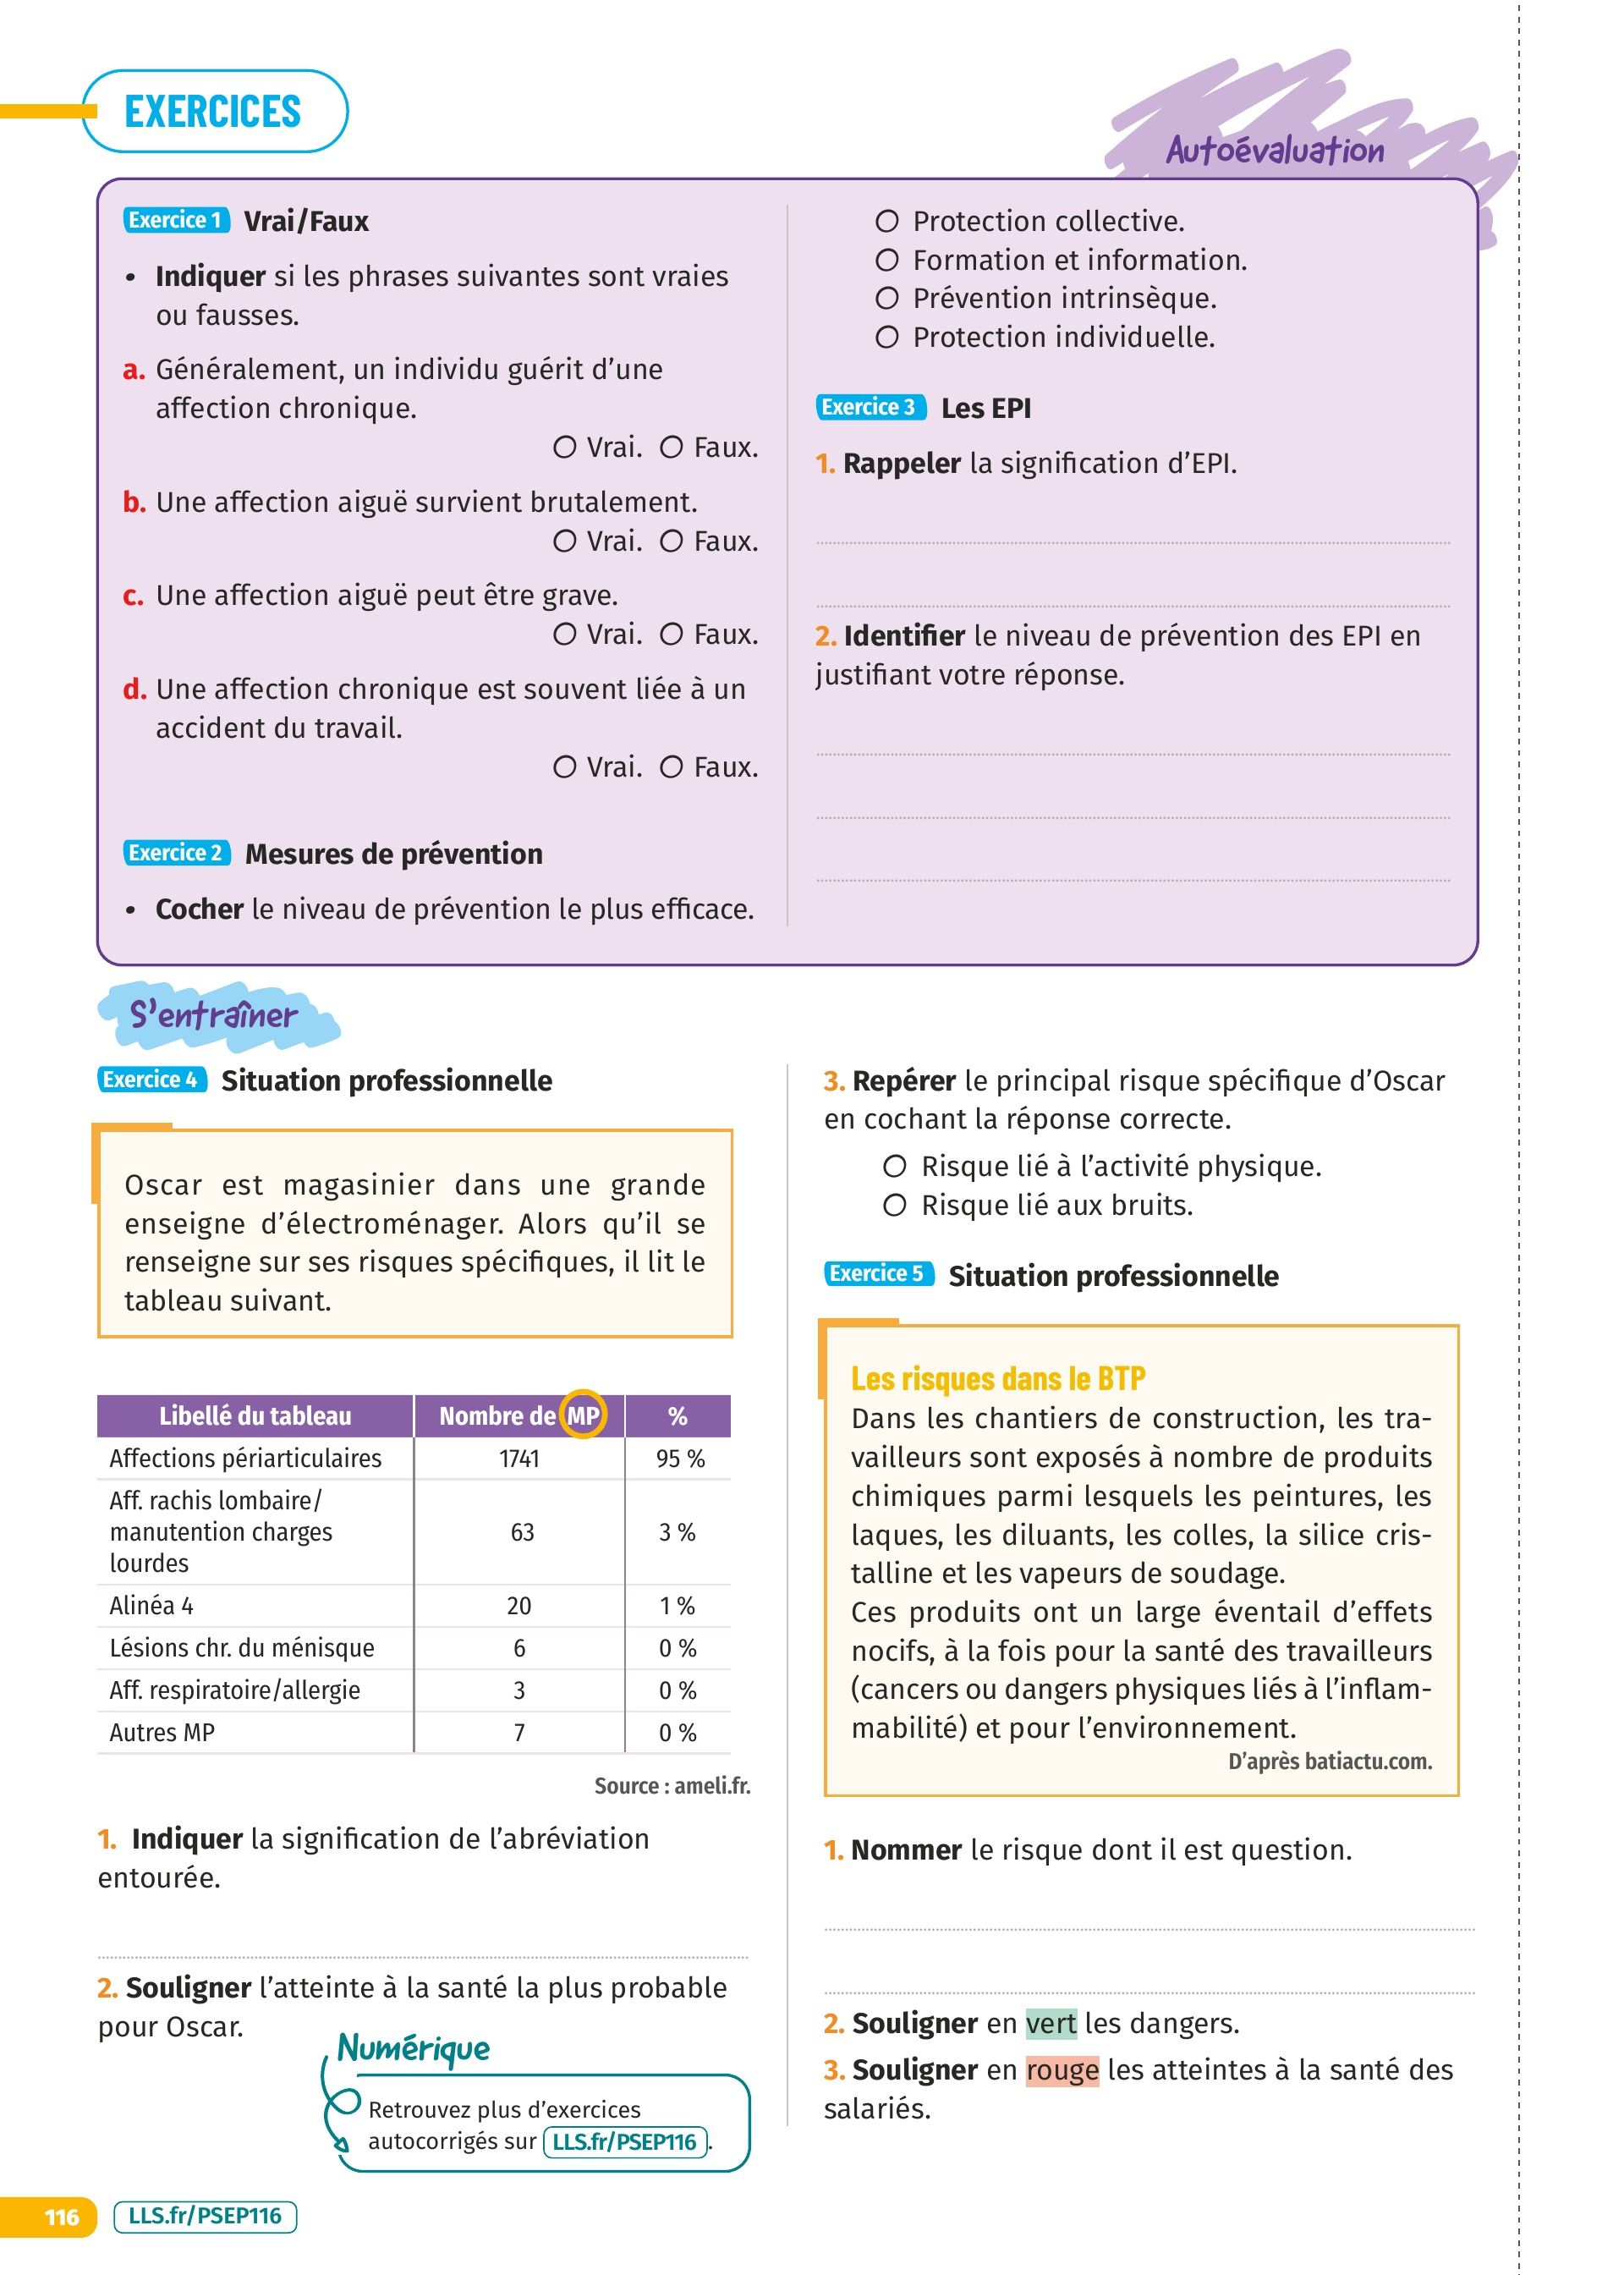 EXERCICES
Autoévaluation
Exercice 1 Vrai/Faux
• Indiquer si les phrases suivantes sont vraies
ou fausses.
a. Généralement, un individu guérit d'une
affection chronique.
Vrai. Faux.
b. Une affection aiguë survient brutalement.
Vrai. Faux.
c. Une affection aiguë peut être grave.
Vrai. Faux.
d. Une affection chronique est souvent liée à un
accident du travail.
Vrai. Faux.
Exercice 2 Mesures de prévention
• Cocher le niveau de prévention le plus efficace.
Protection collective.
Formation et information.
Prévention intrinsèque.
Protection individuelle.
Exercice 3 Les EPI
1. Rappeler la signification d'EPI.
2. Identifier le niveau de prévention des EPI en
justifiant votre réponse.
S'entraîner
Exercice 4 Situation professionnelle
Oscar est magasinier dans une grande
enseigne d'électroménager. Alors qu'il se
renseigne sur ses risques spécifiques, il lit le
tableau suivant.
Libellé du tableau Nombre de MP %
Affections périarticulaires 1741 95 %
Aff. rachis lombaire/
manutention charges
lourdes 63 3 %
Alinéa 4 20 1 %
Lésions chr. du ménisque 6 0 %
Aff. respiratoire/allergie 3 0 %
Autres MP 7 0 %
Source : ameli.fr.
1. Indiquer la signification de l'abréviation
entourée.
2. Souligner l'atteinte à la santé la plus probable
pour Oscar.
Numérique
Retrouvez plus d'exercices
autocorrigés sur LLS.fr/PSEP116.
3. Repérer le principal risque spécifique d'Oscar
en cochant la réponse correcte.
Risque lié à l'activité physique.
Risque lié aux bruits.
Exercice 5 Situation professionnelle
Les risques dans le BTP
Dans les chantiers de construction, les tra-
vailleurs sont exposés à nombre de produits
chimiques parmi lesquels les peintures, les
laques, les diluants, les colles, la silice cris-
talline et les vapeurs de soudage.
Ces produits ont un large éventail d'effets
nocifs, à la fois pour la santé des travailleurs
(cancers ou dangers physiques liés à l'inflam-
mabilité) et pour l'environnement.
D'après batiactu.com.
1. Nommer le risque dont il est question.
2. Souligner en vert les dangers.
3. Souligner en rouge les atteintes à la santé des
salariés.
116 LLS.fr/PSEP116